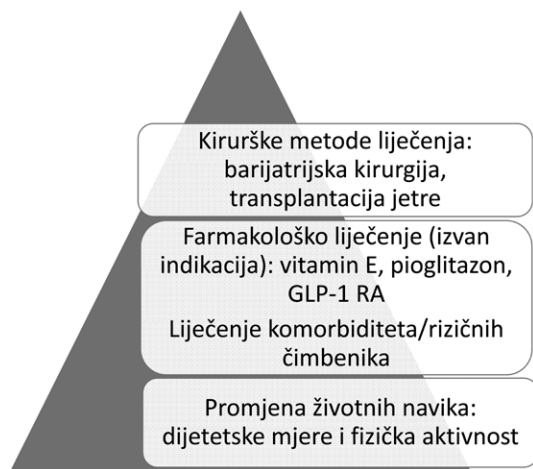 Kirurške metode liječenja:
barijatrijska kirurgija,
transplantacija jetre
Farmakološko liječenje (izvan
indikacija): vitamin E, pioglitazon,
GLP-1 RA
Liječenje komorbiditeta/rizičnih
čimbenika
Promjena životnih navika:
dijetetske mjere i fizička aktivnost